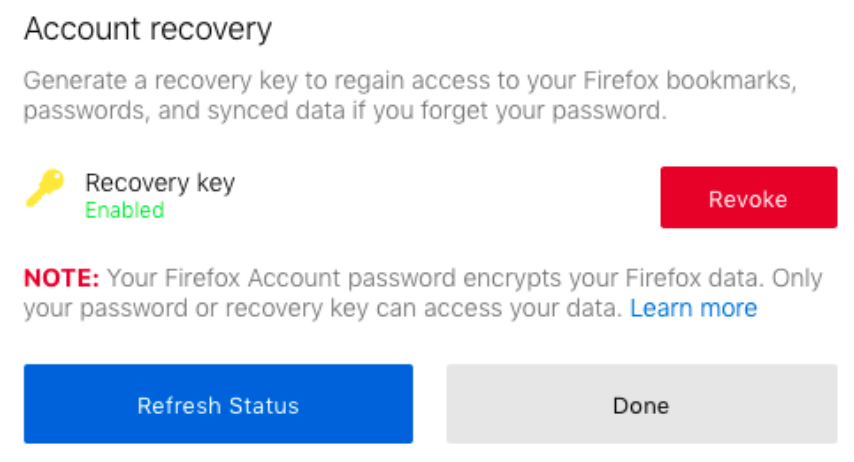 Account recovery
Generate a recovery key to regain access to your Firefox bookmarks,
passwords, and synced data if you forget your password.
Recovery key
Enabled
Revoke
NOTE: Your Firefox Account password encrypts your Firefox data. Only
your password or recovery key can access your data. Learn more
Refresh Status
Done